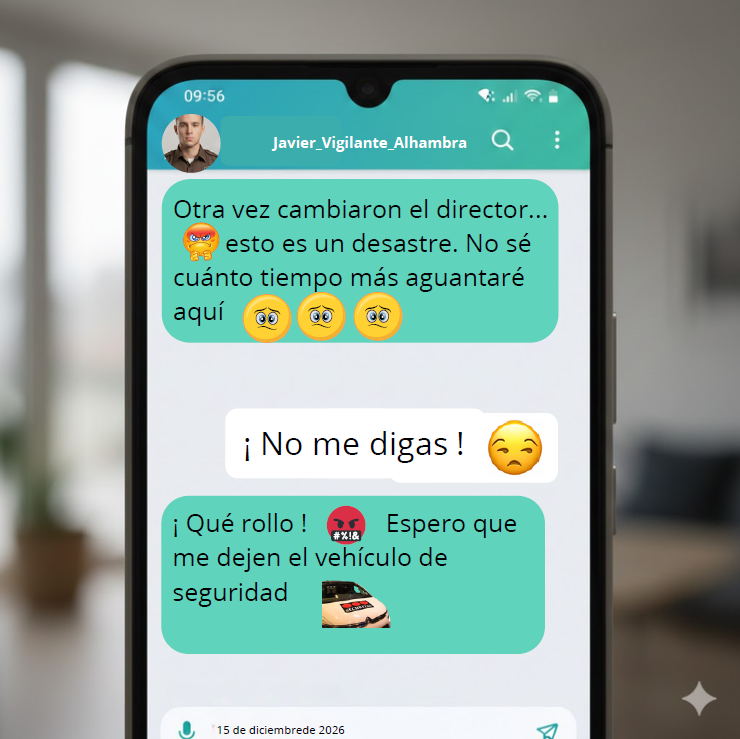 09:56
Javier_Vigilante_Alhambra
Otra vez cambiaron el director...
esto es un desastre. No sé
cuánto tiempo más aguantaré
aquí
¡ No me digas !
#%!&
¡ Qué rollo ! Espero que
me dejen el vehículo de
seguridad
15 de diciembrede 2026